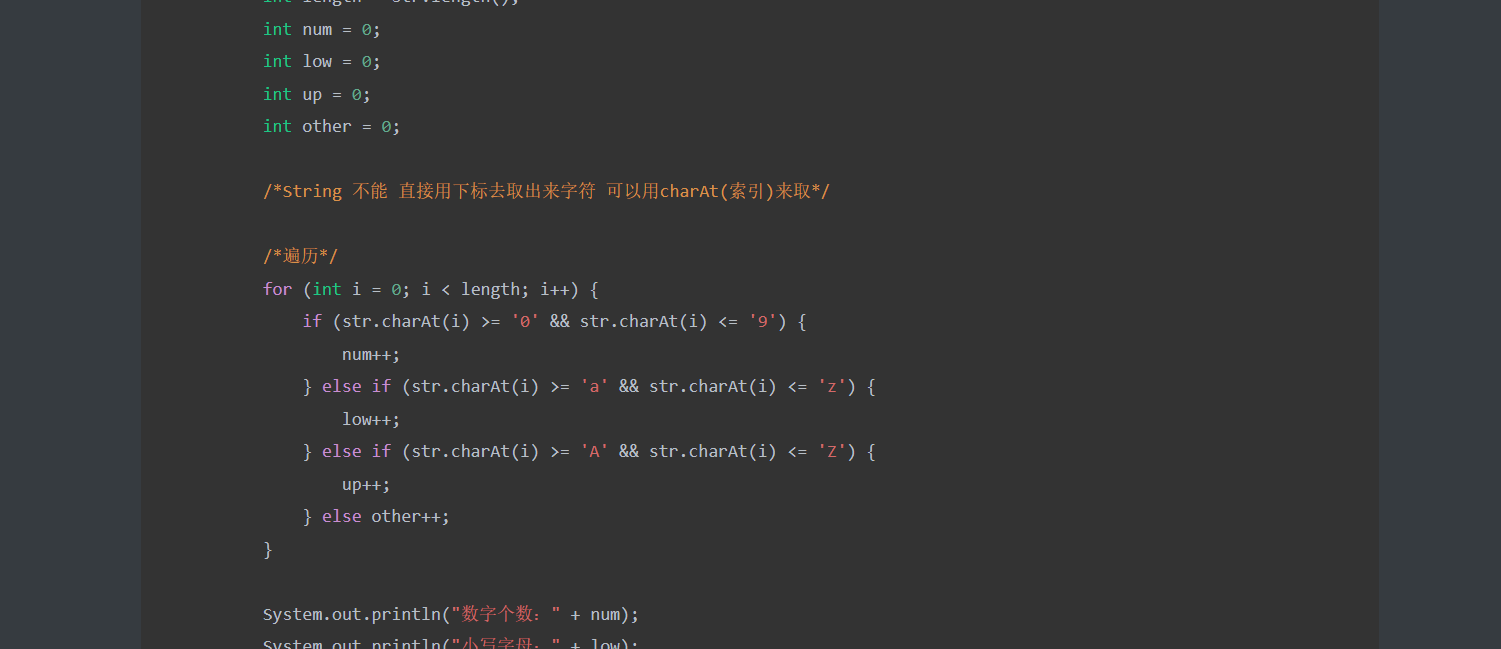 int length = str.length();
int num = 0;
int low = 0;
int up = 0;
int other = 0;
/*String 不能 直接用下标去取出来字符 可以用charAt(索引)来取*/
/*遍历*/
for (int i = 0; i < length; i++) {
if (str.charAt(i) >= '0' && str.charAt(i) <= '9') {
num++;
} else if (str.charAt(i) >= 'a' && str.charAt(i) <= 'z') {
low++;
} else if (str.charAt(i) >= 'A' && str.charAt(i) <= 'Z') {
up++;
} else other++;
}
System.out.println("数字个数：" + num);
System.out.println("小写字母：" + low);